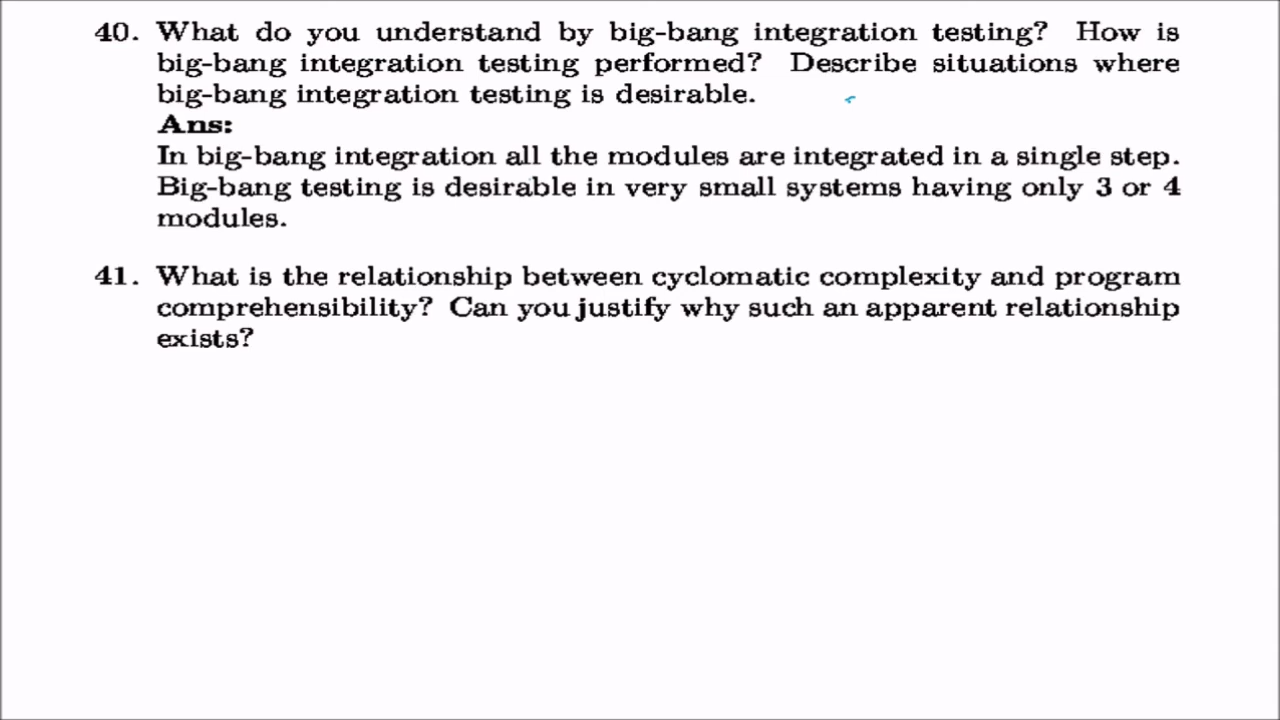 40. What do you understand by big-bang integration testing? How is
big-bang integration testing performed? Describe situations where
big-bang integration testing is desirable.
Ans:
In big-bang integration all the modules are integrated in a single step.
Big-bang testing is desirable in very small systems having only 3 or 4
modules.
41. What is the relationship between cyclomatic complexity and program
comprehensibility? Can you justify why such an apparent relationship
exists?